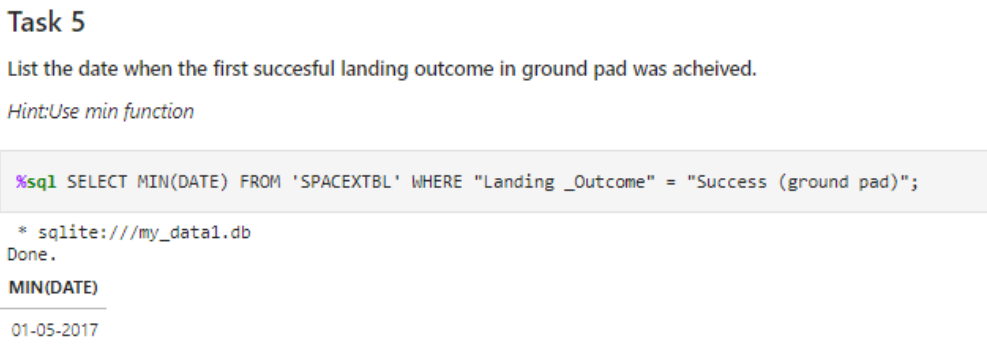 Task 5
List the date when the first succesful landing outcome in ground pad was acheived.
Hint:Use min function
%sql SELECT MIN(DATE) FROM 'SPACEXTBL' WHERE "Landing _Outcome" = "Success (ground pad)";
* sqlite:///my_data1.db
Done.
MIN(DATE)
01-05-2017